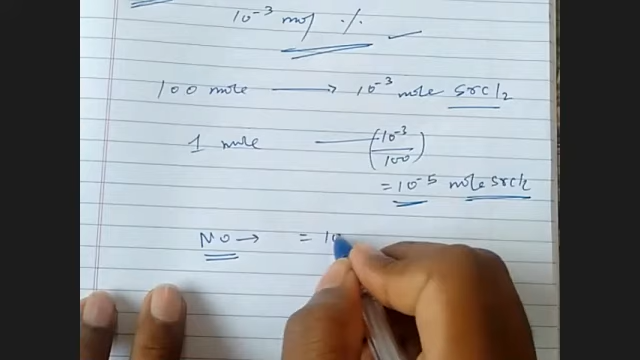 10⁻³ mol %
100 mole ⟶ 10⁻³ mole SrCl₂
1 mole — (10⁻³/100)
= 10⁻⁵ mole SrCl₂
NO → = 10